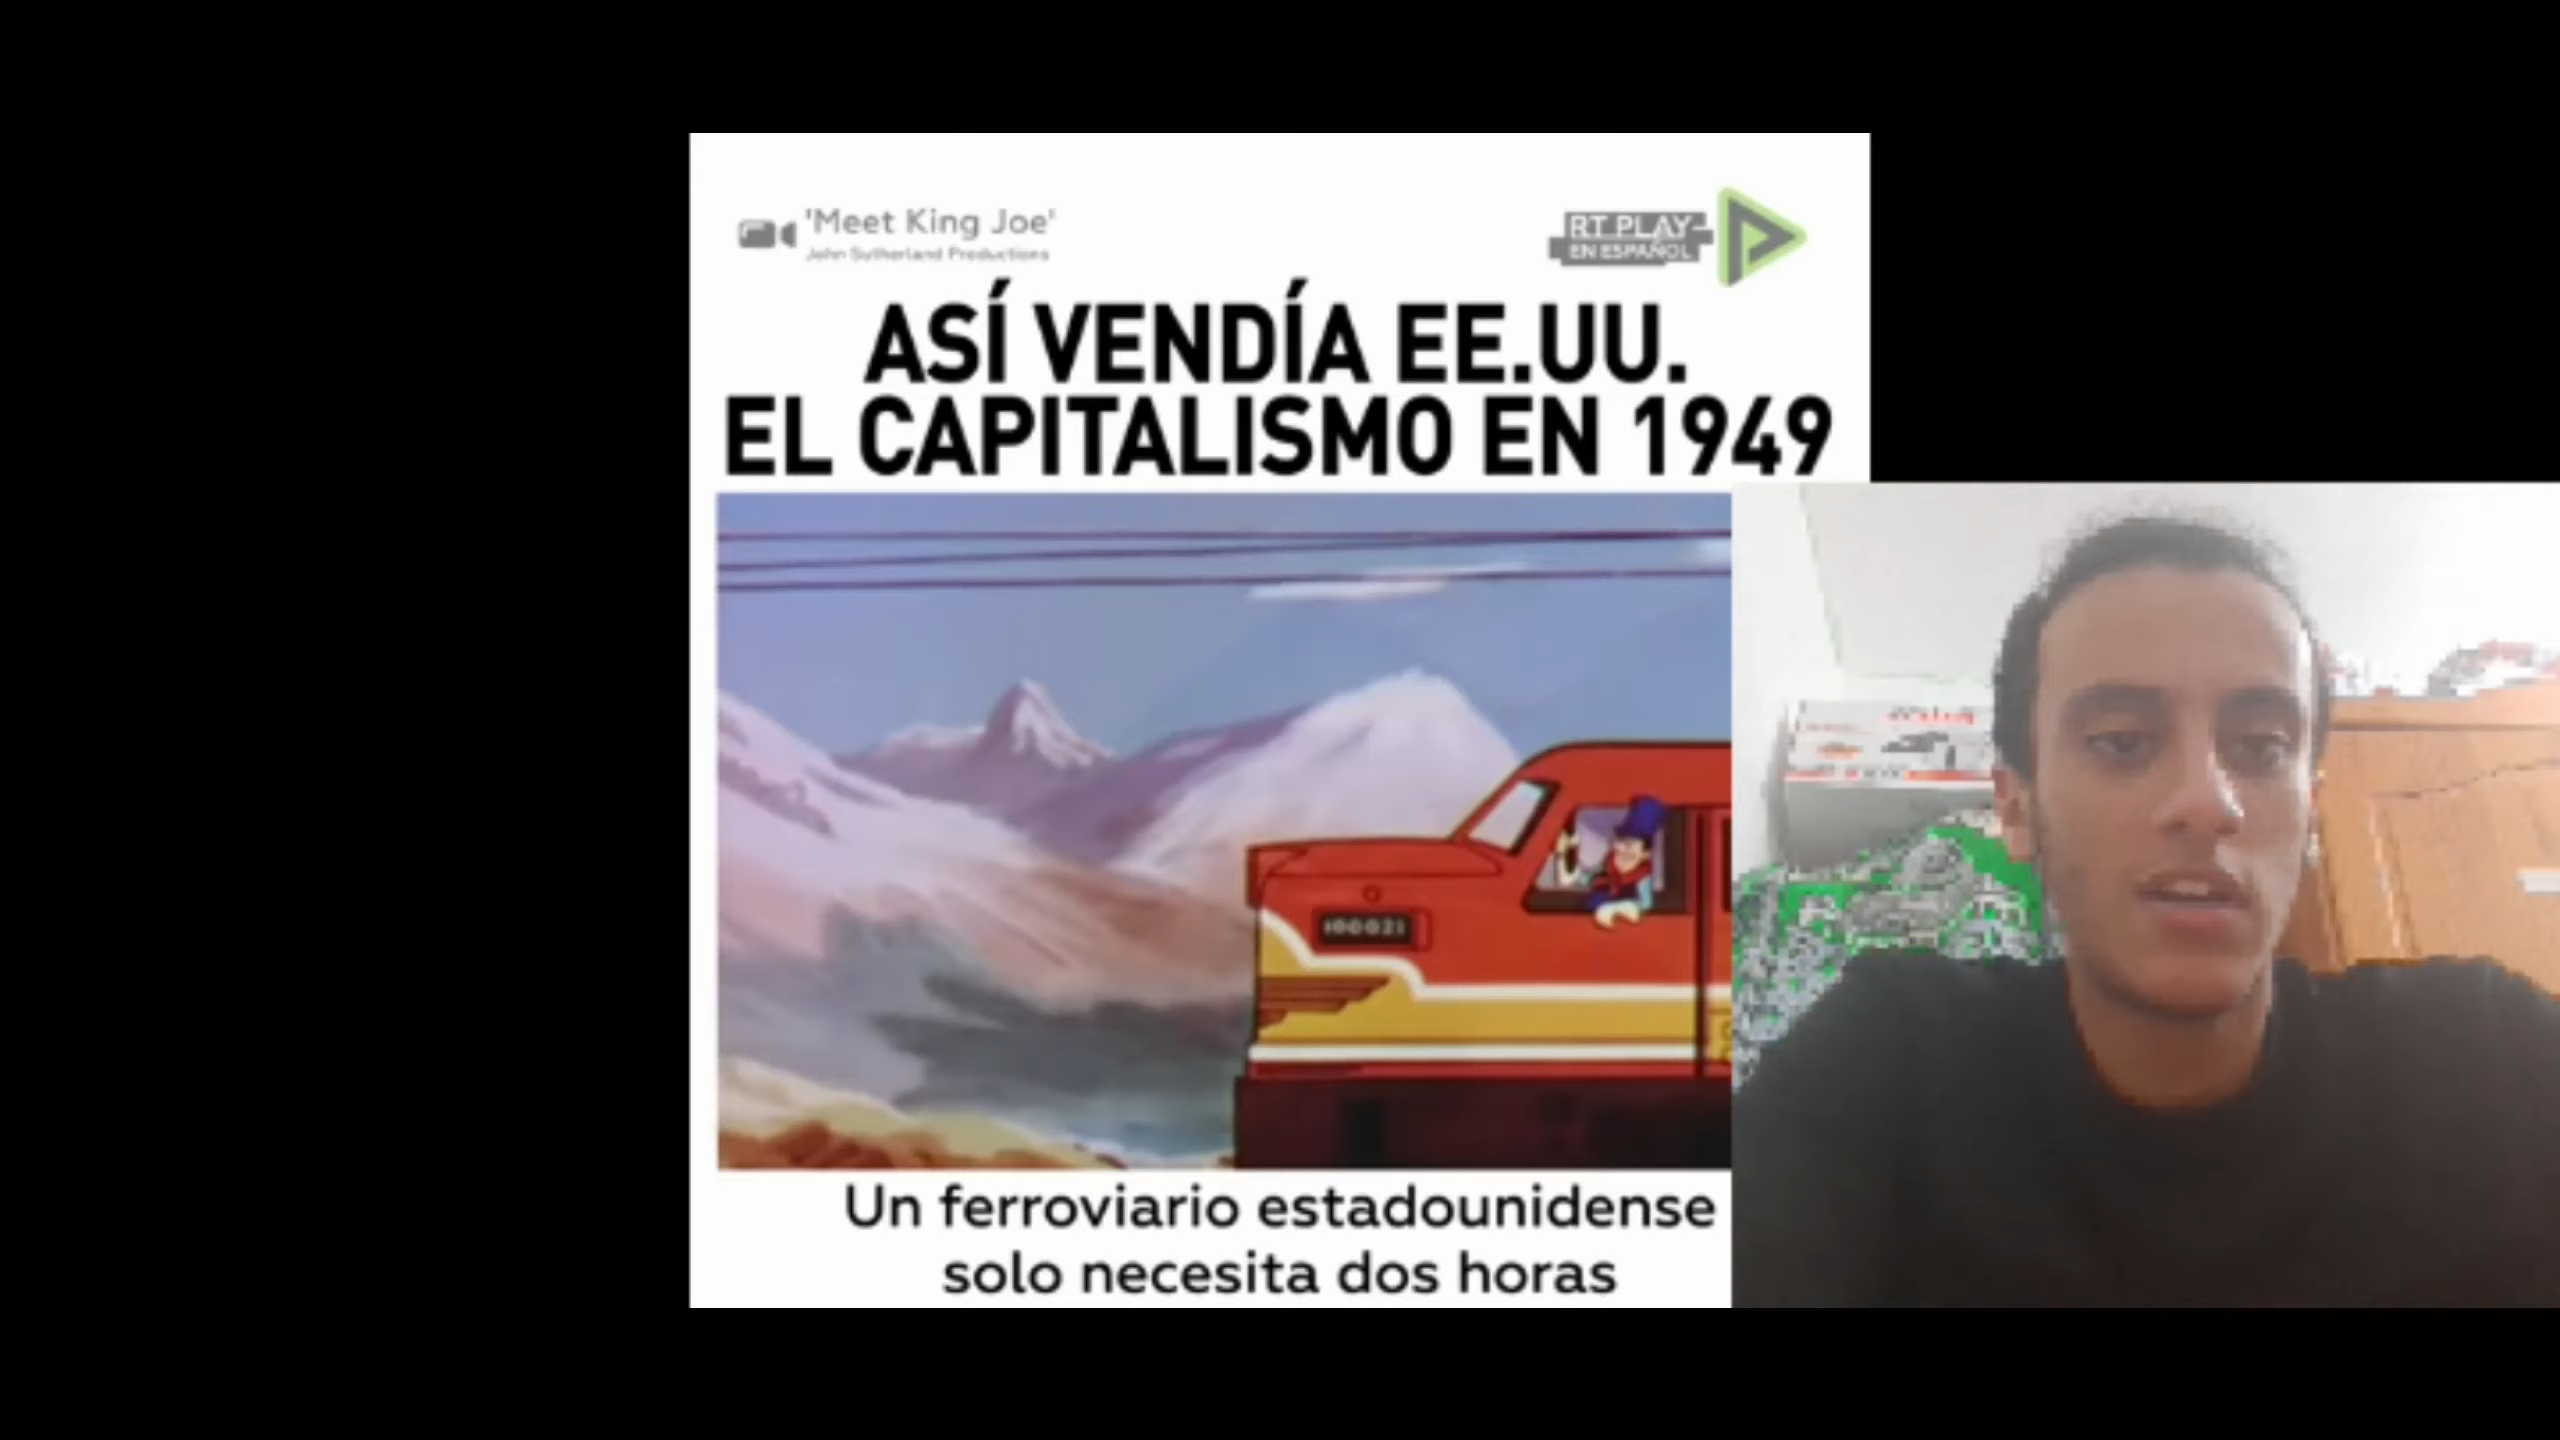 'Meet King Joe'
John Sutherland Productions
RT PLAY
EN ESPAÑOL
ASÍ VENDÍA EE.UU.
EL CAPITALISMO EN 1949
100021
Un ferroviario estadounidense
solo necesita dos horas